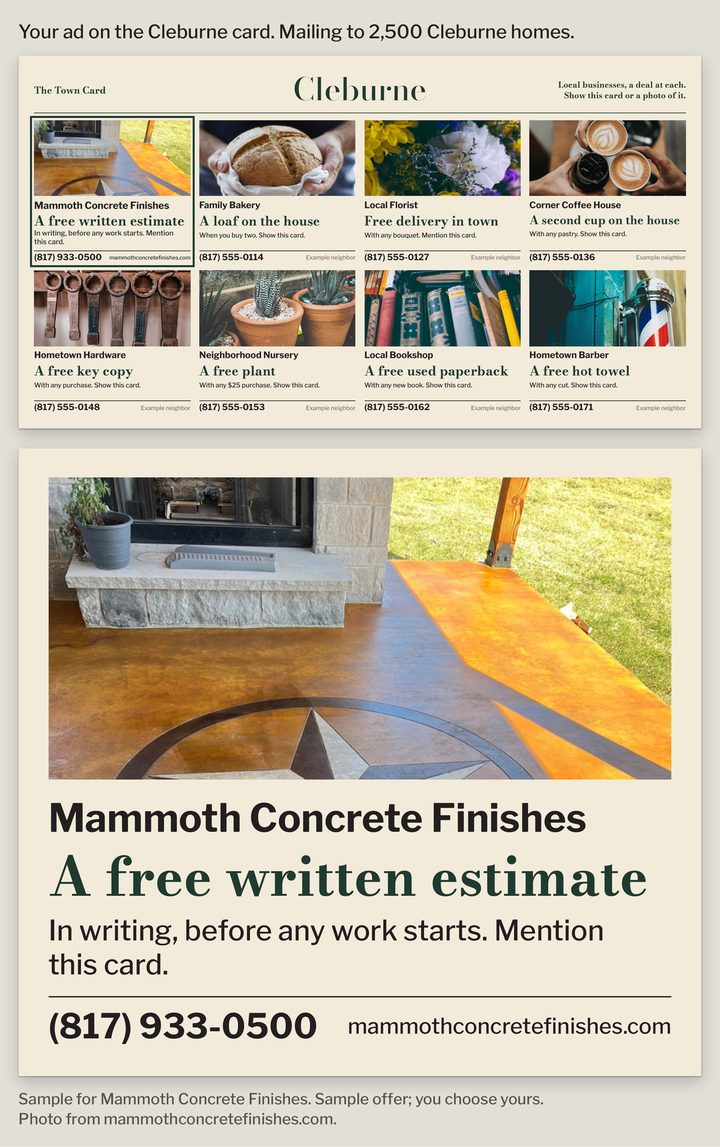 Your ad on the Cleburne card. Mailing to 2,500 Cleburne homes.
The Town Card
Cleburne
Local businesses, a deal at each.
Show this card or a photo of it.
Mammoth Concrete Finishes
A free written estimate
In writing, before any work starts. Mention
this card.
(817) 933-0500 mammothconcretefinishes.com
Family Bakery
A loaf on the house
When you buy two. Show this card.
(817) 555-0114 Example neighbor
Local Florist
Free delivery in town
With any bouquet. Mention this card.
(817) 555-0127 Example neighbor
Corner Coffee House
A second cup on the house
With any pastry. Show this card.
(817) 555-0136 Example neighbor
Hometown Hardware
A free key copy
With any purchase. Show this card.
(817) 555-0148 Example neighbor
Neighborhood Nursery
A free plant
With any $25 purchase. Show this card.
(817) 555-0153 Example neighbor
Local Bookshop
A free used paperback
With any new book. Show this card.
(817) 555-0162 Example neighbor
Hometown Barber
A free hot towel
With any cut. Show this card.
(817) 555-0171 Example neighbor
Mammoth Concrete Finishes
A free written estimate
In writing, before any work starts. Mention
this card.
(817) 933-0500 mammothconcretefinishes.com
Sample for Mammoth Concrete Finishes. Sample offer; you choose yours.
Photo from mammothconcretefinishes.com.